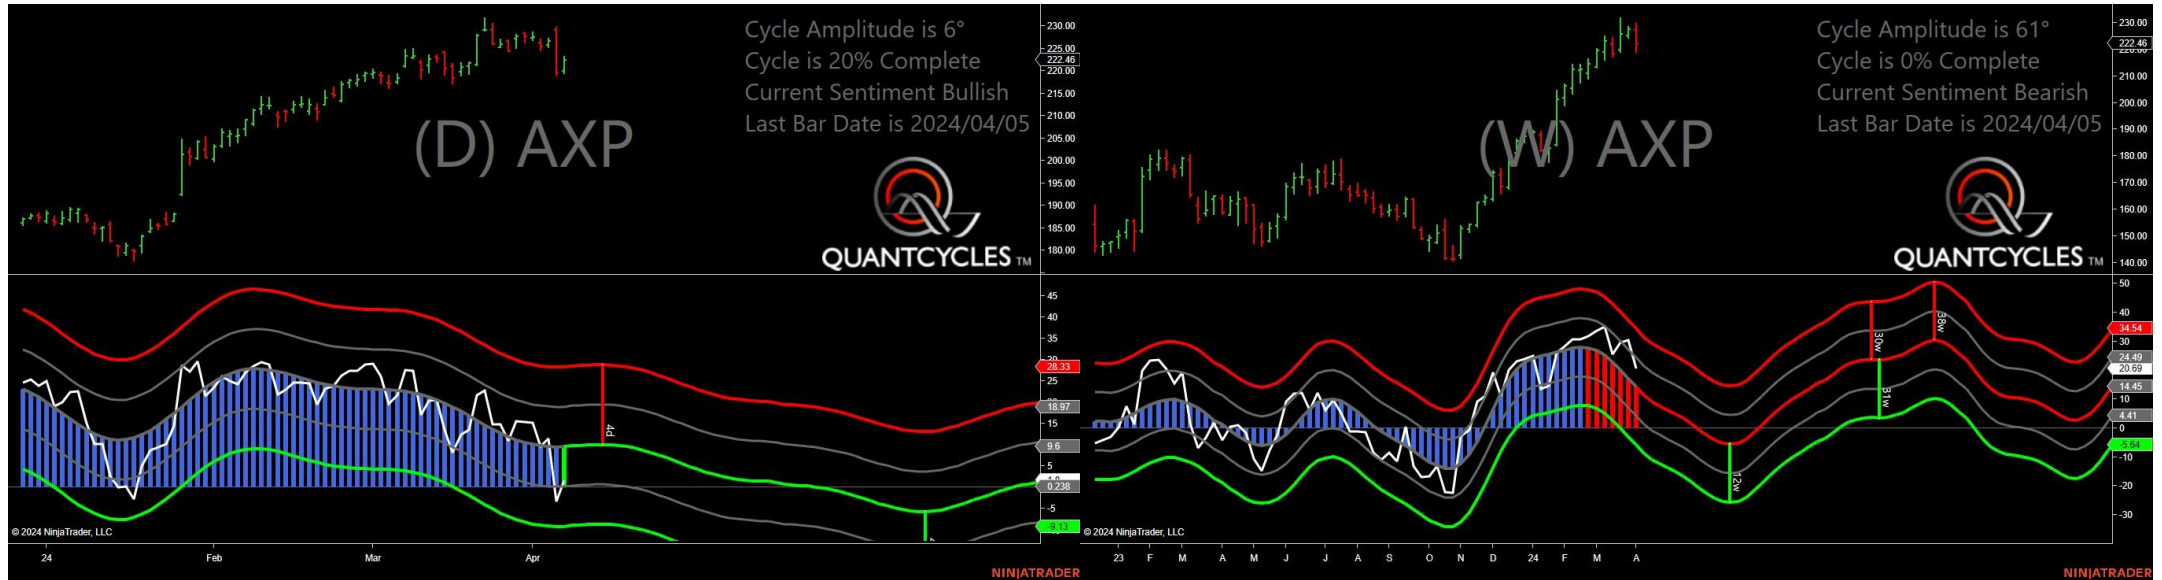 Cycle Amplitude is 6°
Cycle is 20% Complete
Current Sentiment Bullish
Last Bar Date is 2024/04/05
(D) AXP
QUANTCYCLES TM
230.00
225.00
222.46
220.00
215.00
210.00
205.00
200.00
195.00
190.00
185.00
180.00
45
40
35
28.33
25
18.97
15
9.6
5
0.238
-5
-9.13
4d
© 2024 NinjaTrader, LLC
24 Feb Mar Apr
NINJATRADER
Cycle Amplitude is 61°
Cycle is 0% Complete
Current Sentiment Bearish
Last Bar Date is 2024/04/05
(W) AXP
QUANTCYCLES TM
230.00
222.46
210.00
200.00
190.00
180.00
170.00
160.00
150.00
140.00
50
40
34.54
30
24.49
20.69
14.45
10
4.41
0
-5.64
-10
-20
-30
12w
30w
31w
38w
© 2024 NinjaTrader, LLC
23 F M A M J J A S O N D 24 F M A
NINJATRADER